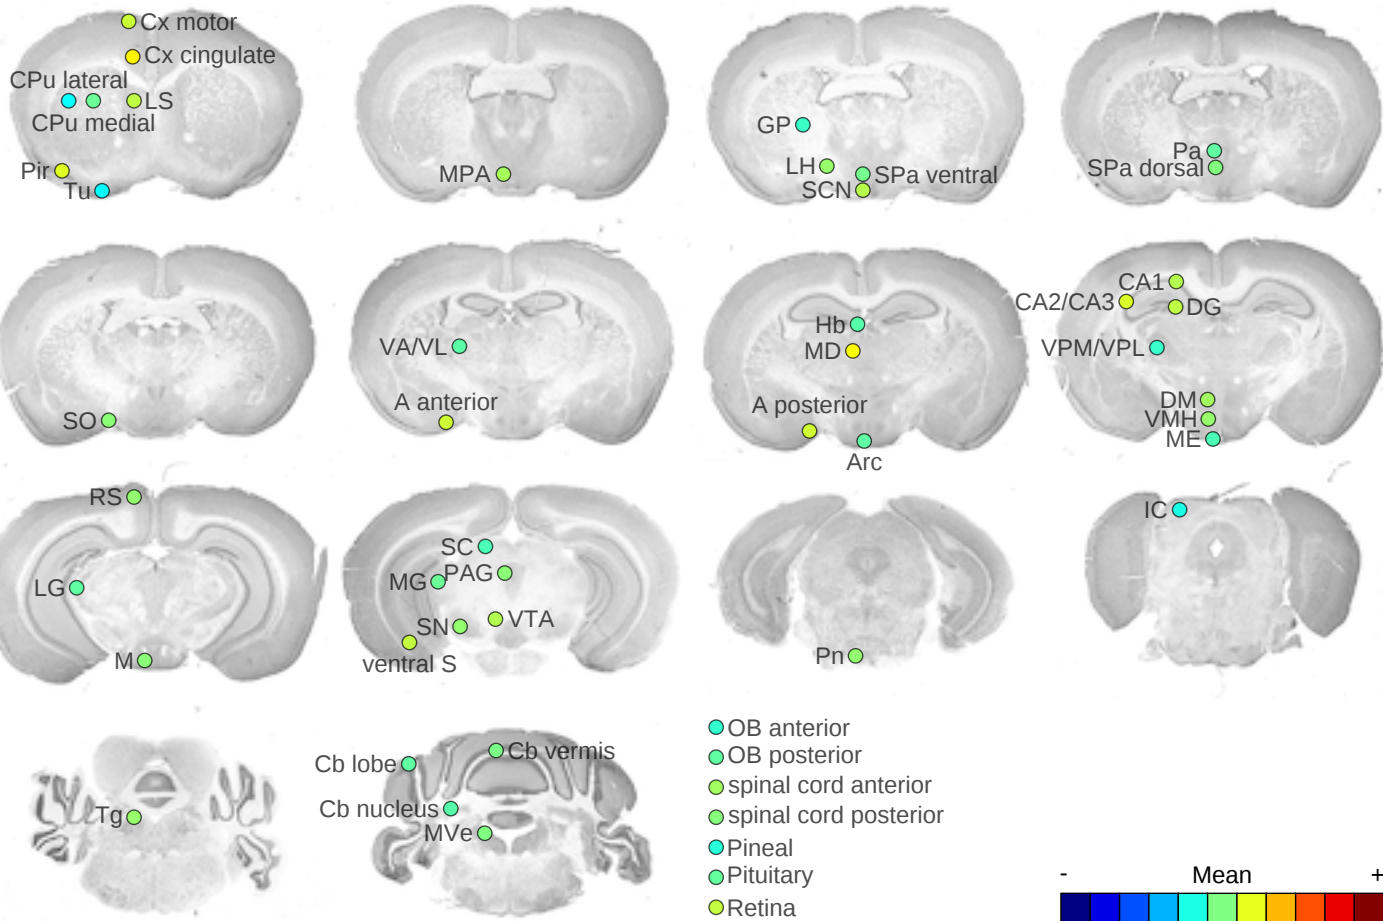 Cx motor
Cx cingulate
CPu lateral
LS
CPu medial
Pir
Tu
MPA
GP
LH
SPa ventral
SCN
Pa
SPa dorsal
SO
VA/VL
A anterior
Hb
MD
A posterior
Arc
CA1
CA2/CA3
DG
VPM/VPL
DM
VMH
ME
RS
LG
M
SC
MG
PAG
SN
VTA
ventral S
Pn
IC
Tg
Cb lobe
Cb vermis
Cb nucleus
MVe
OB anterior
OB posterior
spinal cord anterior
spinal cord posterior
Pineal
Pituitary
Retina
- Mean +